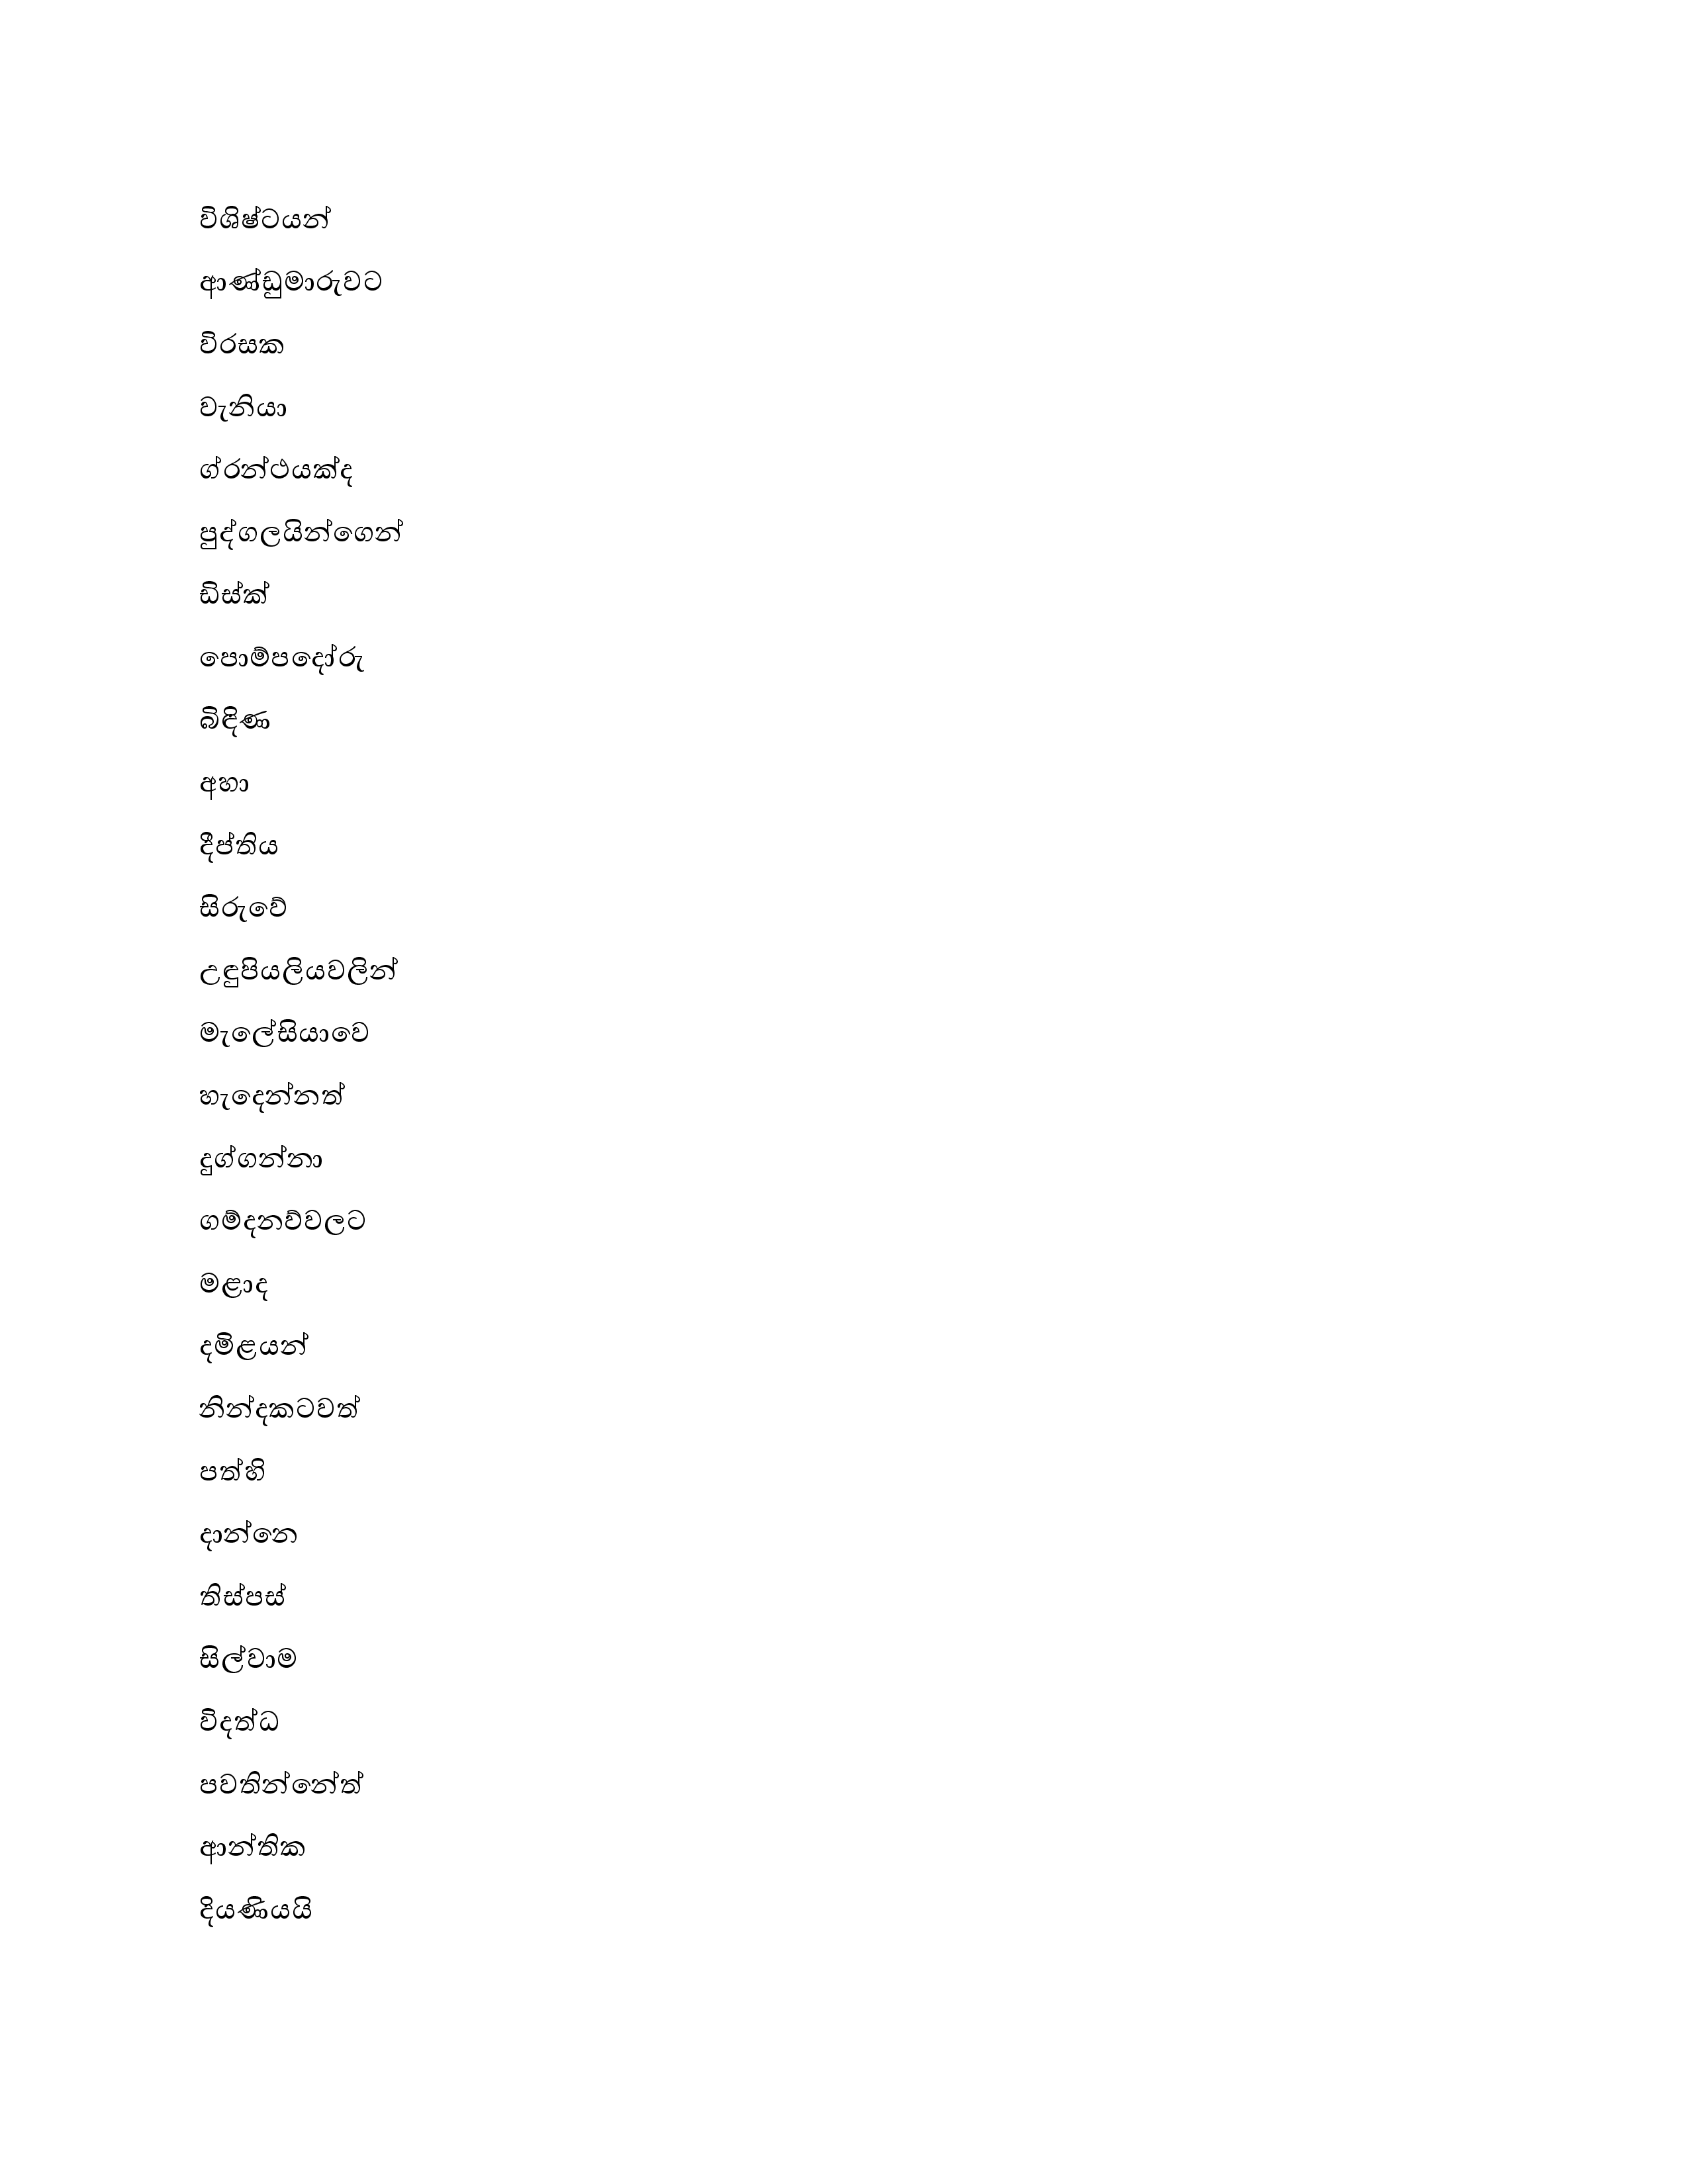 විශිෂ්ටයන්
ආණ්ඩුමාරුවට
විරසක
වැනියා
ග්රන්ථයක්ද
පුද්ගලයින්ගෙන්
ඩිස්ක්
පොම්පදෝරු
බිඳිණ
අහා
දීප්තිය
සිරුවේ
උඳුපියලියවලින්
මැලේසියාවෙ
හැදෙන්නත්
දුග්ගන්නා
ගම්දනව්වලට
මළාද
දමිළයන්
නින්දකටවත්
පත්හි
දාන්නෙ
තිස්පස්
සිල්වාම
විදත්ධ
පවතින්නේත්
ආන්තික
දියණියයි